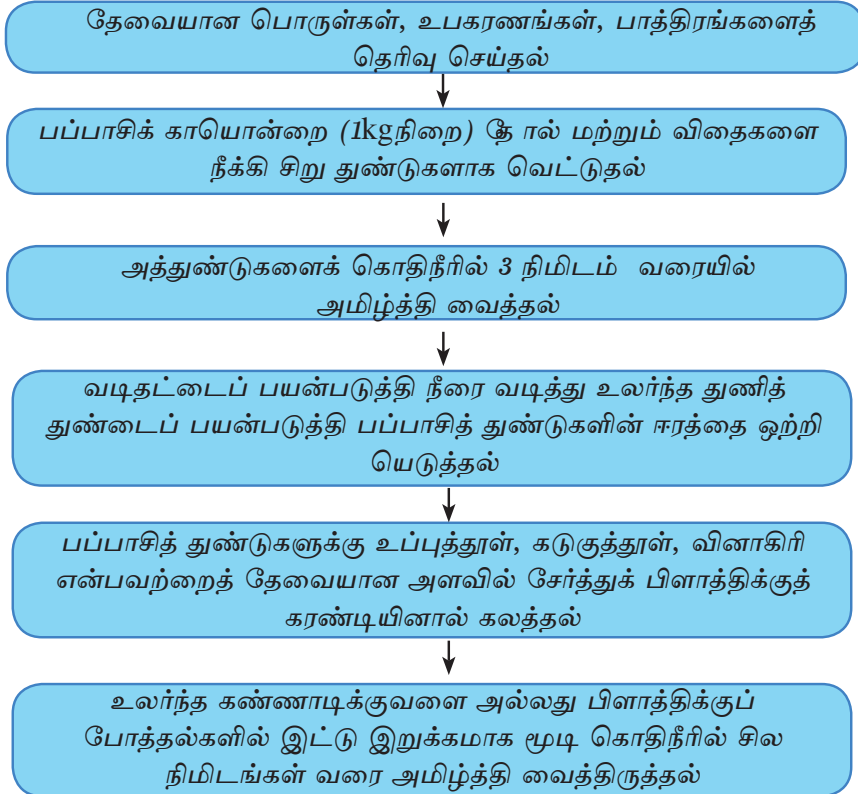 தேவையான பொருள்கள், உபகரணங்கள், பாத்திரங்களைத்
தெரிவு செய்தல்
பப்பாசிக் காயொன்றை (1kgநிறை) தோல் மற்றும் விதைகளை
நீக்கி சிறு துண்டுகளாக வெட்டுதல்
அத்துண்டுகளைக் கொதிநீரில் 3 நிமிடம் வரையில்
அமிழ்த்தி வைத்தல்
வடிதட்டைப் பயன்படுத்தி நீரை வடித்து உலர்ந்த துணித்
துண்டைப் பயன்படுத்தி பப்பாசித் துண்டுகளின் ஈரத்தை ஒற்றி
யெடுத்தல்
பப்பாசித் துண்டுகளுக்கு உப்புத்தூள், கடுகுத்தூள், வினாகிரி
என்பவற்றைத் தேவையான அளவில் சேர்த்துக் பிளாத்திக்குத்
கரண்டியினால் கலத்தல்
உலர்ந்த கண்ணாடிக்குவளை அல்லது பிளாத்திக்குப்
போத்தல்களில் இட்டு இறுக்கமாக மூடி கொதிநீரில் சில
நிமிடங்கள் வரை அமிழ்த்தி வைத்திருத்தல்